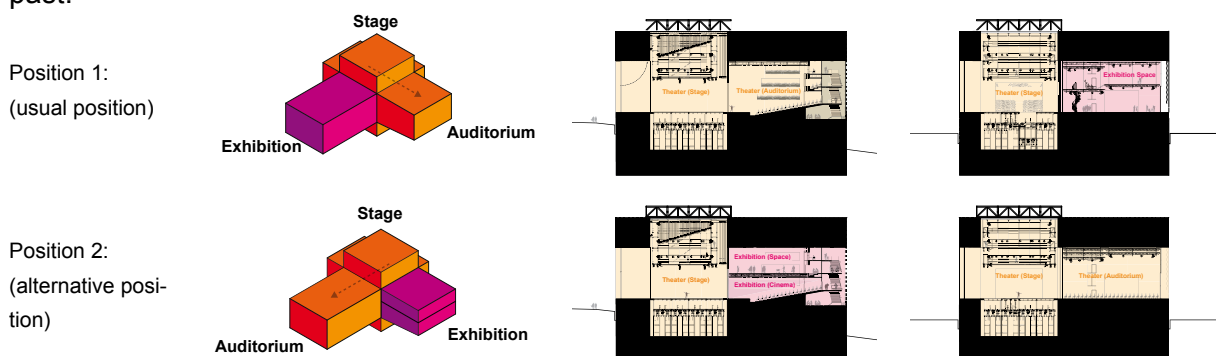 past.
Position 1:
(usual position)
Stage
Exhibition
Auditorium
Theater (Stage)
Theater (Auditorium)
Theater (Stage)
Exhibition Space
Position 2:
(alternative posi-
tion)
Stage
Auditorium
Exhibition
Theater (Stage)
Exhibition (Space)
Exhibition (Cinema)
Theater (Stage)
Theater (Auditorium)